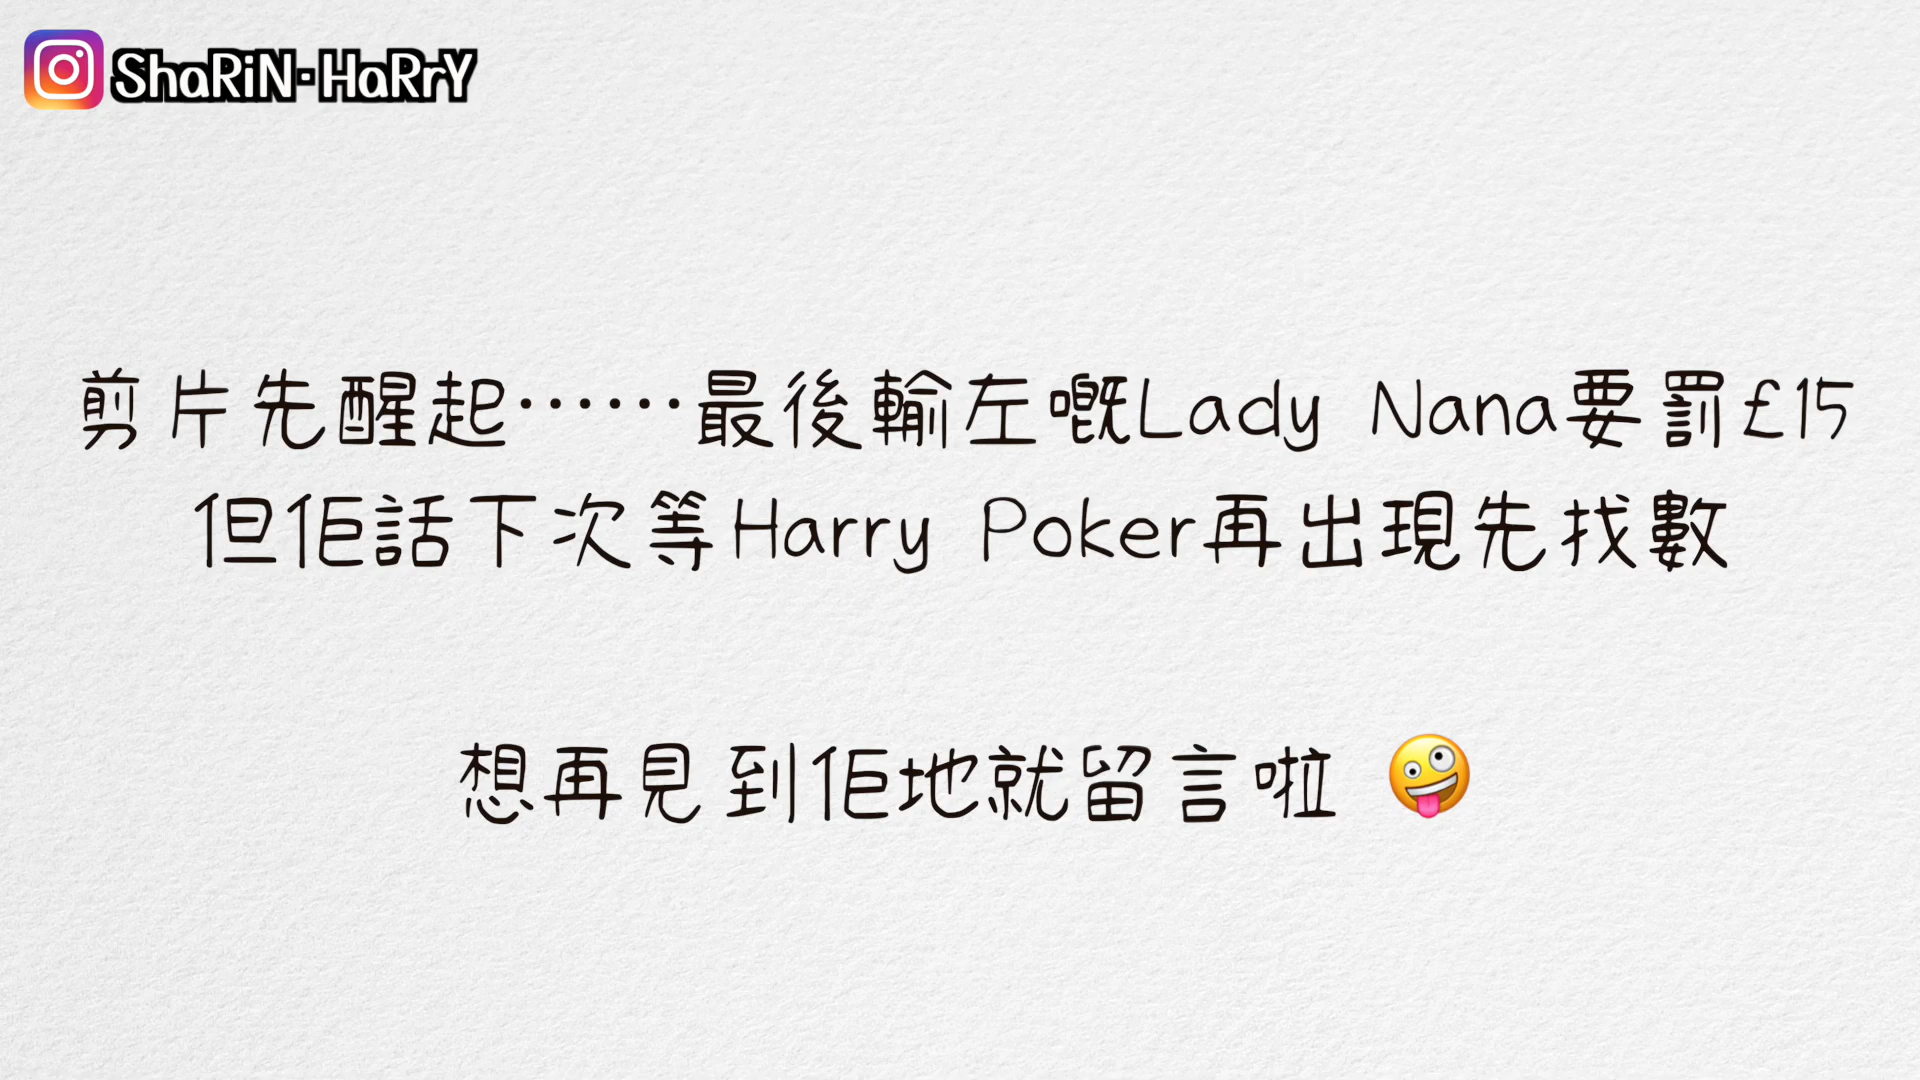 ShaRiN·HaRrY
剪片先醒起⋯⋯最後輸左嘅Lady Nana要罰£15
但佢話下次等Harry Poker再出現先找數
想再見到佢地就留言啦 🤪